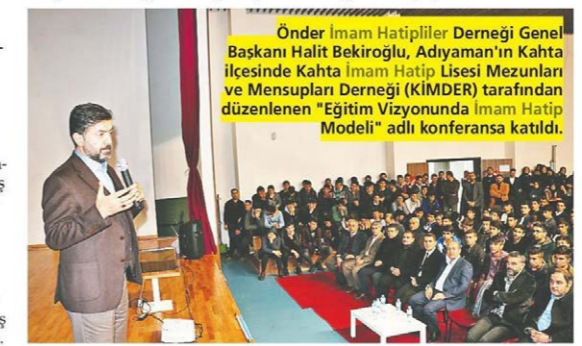 Önder İmam Hatipliler Derneği Genel
Başkanı Halit Bekiroğlu, Adıyaman'ın Kahta
ilçesinde Kahta İmam Hatip Lisesi Mezunları
ve Mensupları Derneği (KİMDER) tarafından
düzenlenen "Eğitim Vizyonunda İmam Hatip
Modeli" adlı konferansa katıldı.